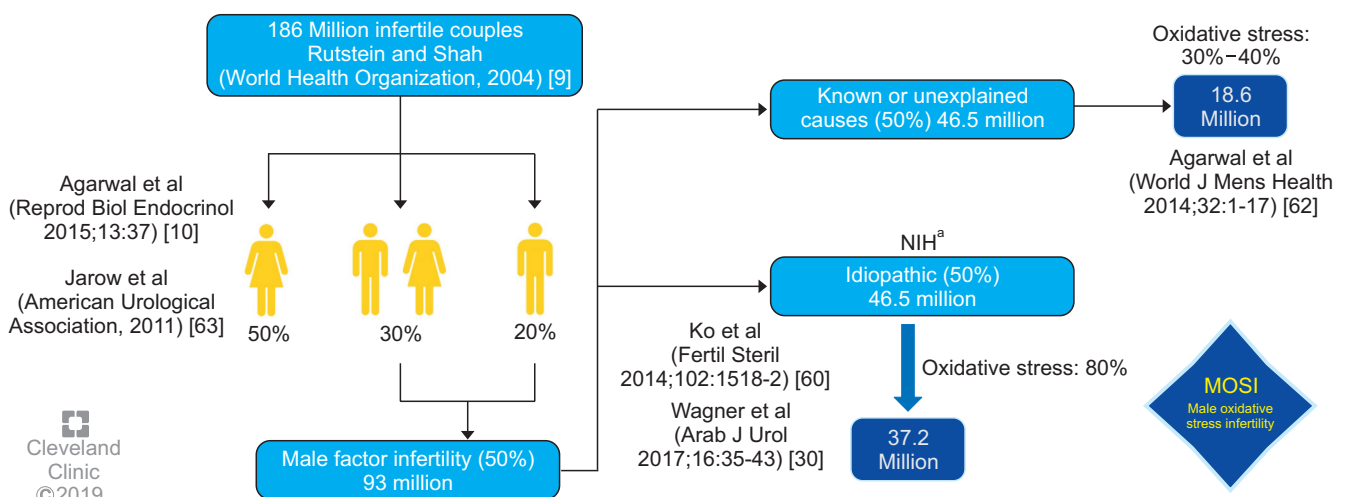 186 Million infertile couples
Rutstein and Shah
(World Health Organization, 2004) [9]
Agarwal et al
(Reprod Biol Endocrinol
2015;13:37) [10]
Jarow et al
(American Urological
Association, 2011) [63]
50%
30%
20%
Male factor infertility (50%)
93 million
Known or unexplained
causes (50%) 46.5 million
Oxidative stress:
30%−40%
18.6
Million
Agarwal et al
(World J Mens Health
2014;32:1-17) [62]
NIHa
Idiopathic (50%)
46.5 million
Ko et al
(Fertil Steril
2014;102:1518-2) [60]
Wagner et al
(Arab J Urol
2017;16:35-43) [30]
Oxidative stress: 80%
37.2
Million
MOSI
Male oxidative
stress infertility
Cleveland
Clinic
©2019